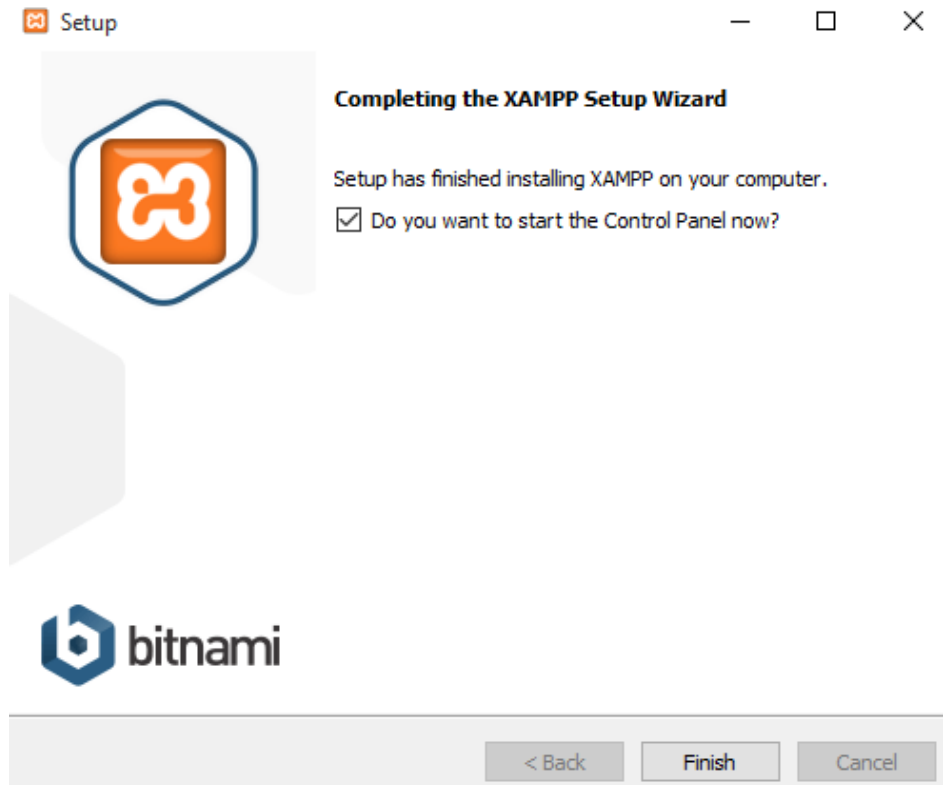 Setup
Completing the XAMPP Setup Wizard
Setup has finished installing XAMPP on your computer.
Do you want to start the Control Panel now?
bitnami
< Back
Finish
Cancel